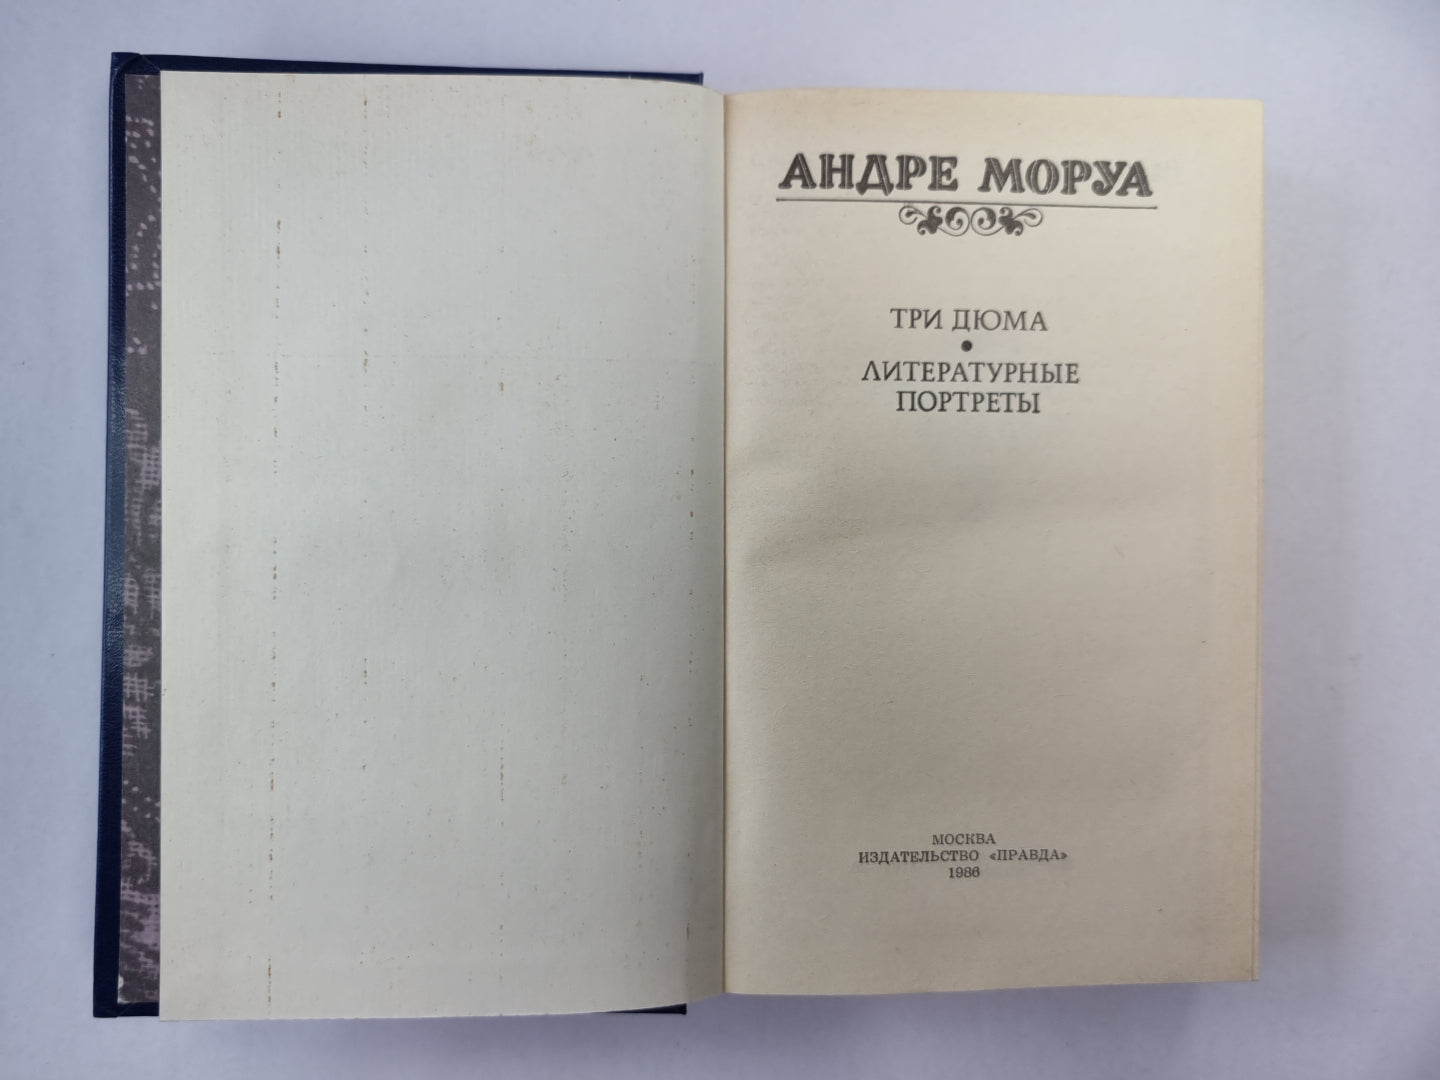 АНДРЕ МОРУА
ТРИ ДЮМА
•
ЛИТЕРАТУРНЫЕ
ПОРТРЕТЫ
МОСКВА
ИЗДАТЕЛЬСТВО «ПРАВДА»
1986